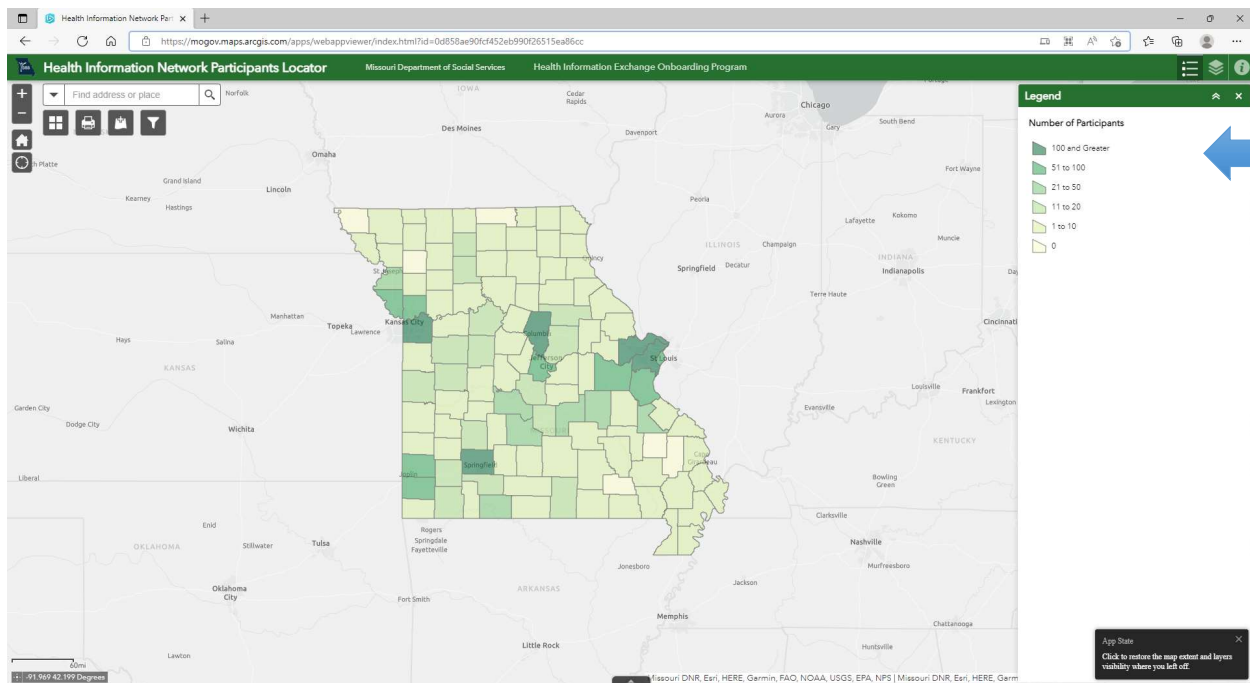 Health Information Network Part
https://mogov.maps.arcgis.com/apps/webappviewer/index.html?id=0d858ae90fcf452eb990f26515ea86cc
Health Information Network Participants Locator
Missouri Department of Social Services
Health Information Exchange Onboarding Program
Find address or place
Legend
Number of Participants
100 and Greater
51 to 100
21 to 50
11 to 20
1 to 10
0
Norfolk
IOWA
Cedar
Rapids
Chicago
Aurora
Gary
South Bend
Des Moines
Davenport
Omaha
Platte
Fort Wayne
Grand Island
Lincoln
Kearney
Hastings
Peoria
Lafayette
Kokomo
Muncie
ILLINOIS
Champaign
INDIANA
Quincy
Springfield
Decatur
Indianapolis
Terre Haute
Manhattan
Topeka
Lawrence
Kansas City
Columbia
Cincinnati
Hays
Salina
Jefferson
City
St Louis
KANSAS
Louisville
Frankfort
Lexington
Garden City
Evansville
Dodge City
Wichita
KENTUCKY
Cape
Girardeau
Springfield
Joplin
Liberal
Bowling
Green
Clarksville
Enid
Rogers
Springdale
Fayetteville
OKLAHOMA
Stillwater
Tulsa
Nashville
Murfreesboro
Jonesboro
Jackson
Oklahoma
City
Fort Smith
ARKANSAS
Memphis
Chattanooga
Little Rock
Huntsville
Lawton
App State
Click to restore the map extent and layers
visibility where you left off.
60mi
-91.969 42.199 Degrees
Missouri DNR, Esri, HERE, Garmin, FAO, NOAA, USGS, EPA, NPS | Missouri DNR, Esri, HERE, Garm